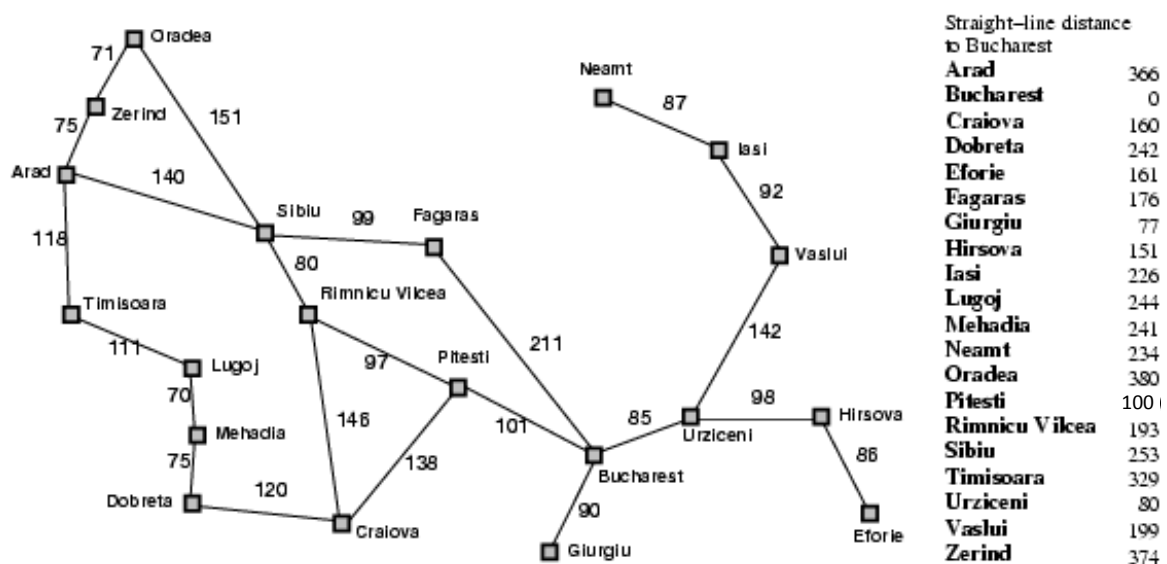 Oradea
71
Neamt
Zerind
87
151
75
Iasi
Arad
140
92
Sibiu
99
Fagaras
118
Vaslui
80
Timisoara
Rimnicu Vilcea
142
211
111
Lugoj
97
Pitesti
70
98
Hirsova
146
85
Mehadia
101
Urziceni
86
75
138
Bucharest
120
Dobreta
90
Craiova
Eforie
Giurgiu
Straight–line distance
to Bucharest
Arad 366
Bucharest 0
Craiova 160
Dobreta 242
Eforie 161
Fagaras 176
Giurgiu 77
Hirsova 151
Iasi 226
Lugoj 244
Mehadia 241
Neamt 234
Oradea 380
Pitesti 100 (
Rimnicu Vilcea 193
Sibiu 253
Timisoara 329
Urziceni 80
Vaslui 199
Zerind 374